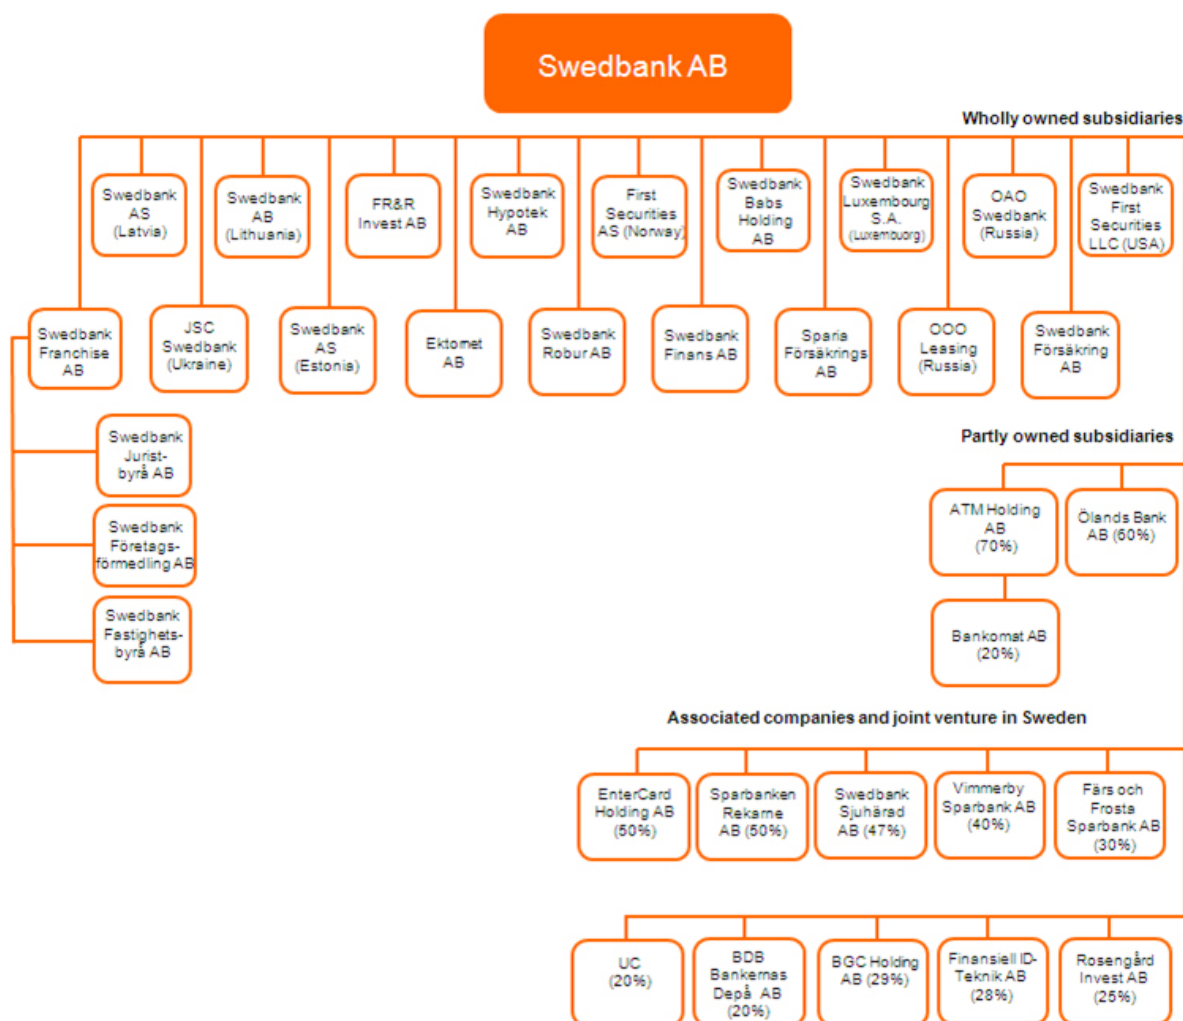 Swedbank AB
Wholly owned subsidiaries
Swedbank
AS
(Latvia)
Swedbank
AB
(Lithuania)
FR&R
Invest AB
Swedbank
Hypotek
AB
First
Securities
AS (Norway)
Swedbank
Babs
Holding
AB
Swedbank
Luxembourg
S.A.
(Luxembuorg)
OAO
Swedbank
(Russia)
Swedbank
First
Securities
LLC (USA)
Swedbank
Franchise
AB
JSC
Swedbank
(Ukraine)
Swedbank
AS
(Estonia)
Ektornet
AB
Swedbank
Robur AB
Swedbank
Finans AB
Sparia
Försäkrings
AB
OOO
Leasing
(Russia)
Swedbank
Försäkring
AB
Swedbank
Jurist-
byrå AB
Swedbank
Företags-
förmedling AB
Swedbank
Fastighets-
byrå AB
Partly owned subsidiaries
ATM Holding
AB
(70%)
Ölands Bank
AB (60%)
Bankomat AB
(20%)
Associated companies and joint venture in Sweden
EnterCard
Holding AB
(50%)
Sparbanken
Rekarne
AB (50%)
Swedbank
Sjuhärad
AB (47%)
Vimmerby
Sparbank AB
(40%)
Färs och
Frosta
Sparbank AB
(30%)
UC
(20%)
BDB
Bankernas
Depå AB
(20%)
BGC Holding
AB (29%)
Finansiell ID-
Teknik AB
(28%)
Rosengård
Invest AB
(25%)